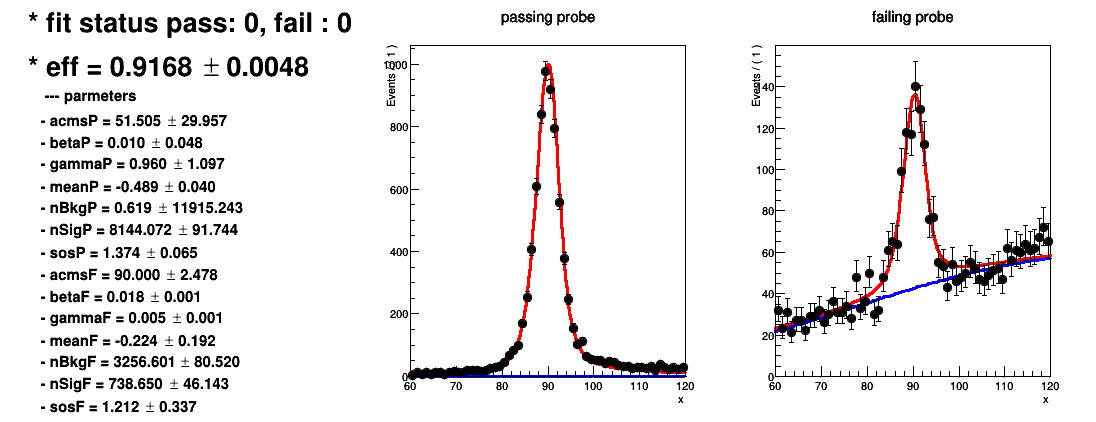 * fit status pass: 0, fail : 0
* eff = 0.9168 ± 0.0048
--- parmeters
- acmsP = 51.505 ± 29.957
- betaP = 0.010 ± 0.048
- gammaP = 0.960 ± 1.097
- meanP = -0.489 ± 0.040
- nBkgP = 0.619 ± 11915.243
- nSigP = 8144.072 ± 91.744
- sosP = 1.374 ± 0.065
- acmsF = 90.000 ± 2.478
- betaF = 0.018 ± 0.001
- gammaF = 0.005 ± 0.001
- meanF = -0.224 ± 0.192
- nBkgF = 3256.601 ± 80.520
- nSigF = 738.650 ± 46.143
- sosF = 1.212 ± 0.337
passing probe
Events / ( 1 )
1000
800
600
400
200
0
60 70 80 90 100 110 120
x
failing probe
Events / ( 1 )
140
120
100
80
60
40
20
0
60 70 80 90 100 110 120
x